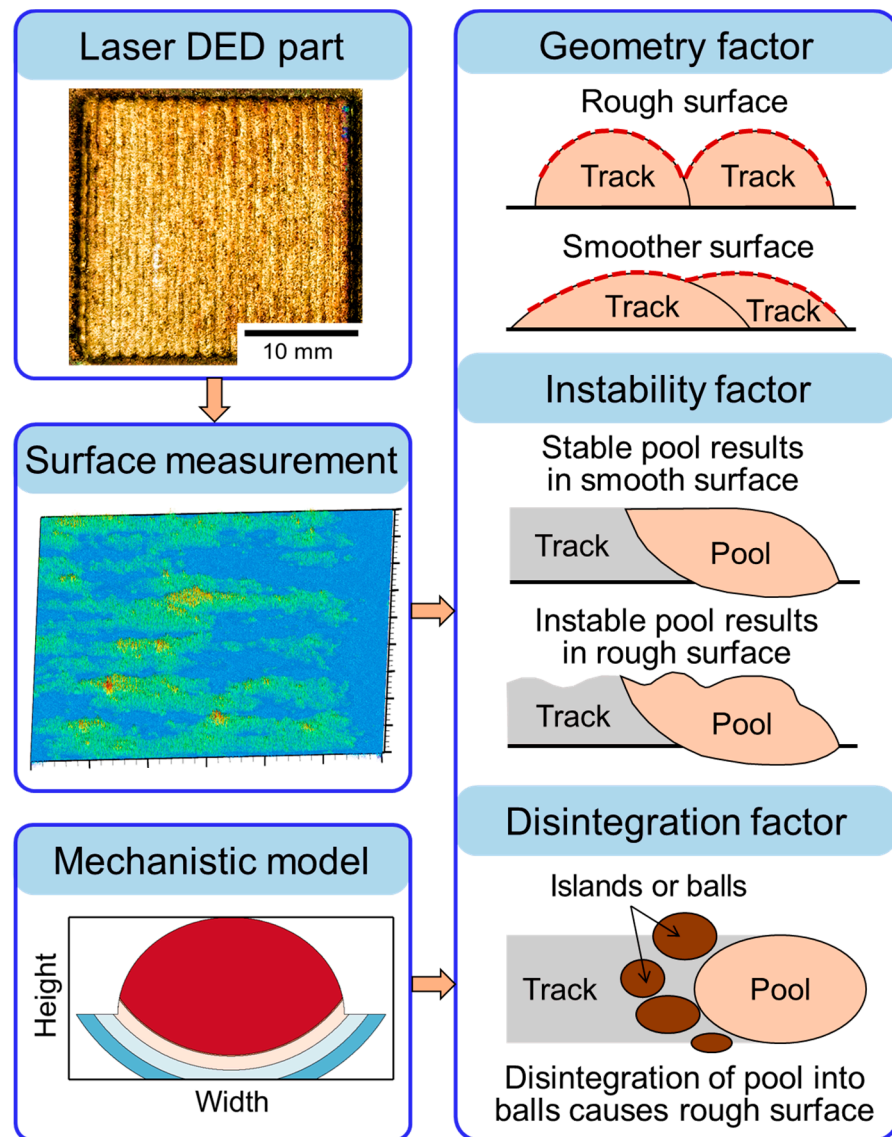 Laser DED part
10 mm
Surface measurement
Mechanistic model
Height
Width
Geometry factor
Rough surface
Track
Track
Smoother surface
Track
Track
Instability factor
Stable pool results
in smooth surface
Track
Pool
Instable pool results
in rough surface
Track
Pool
Disintegration factor
Islands or balls
Track
Pool
Disintegration of pool into
balls causes rough surface